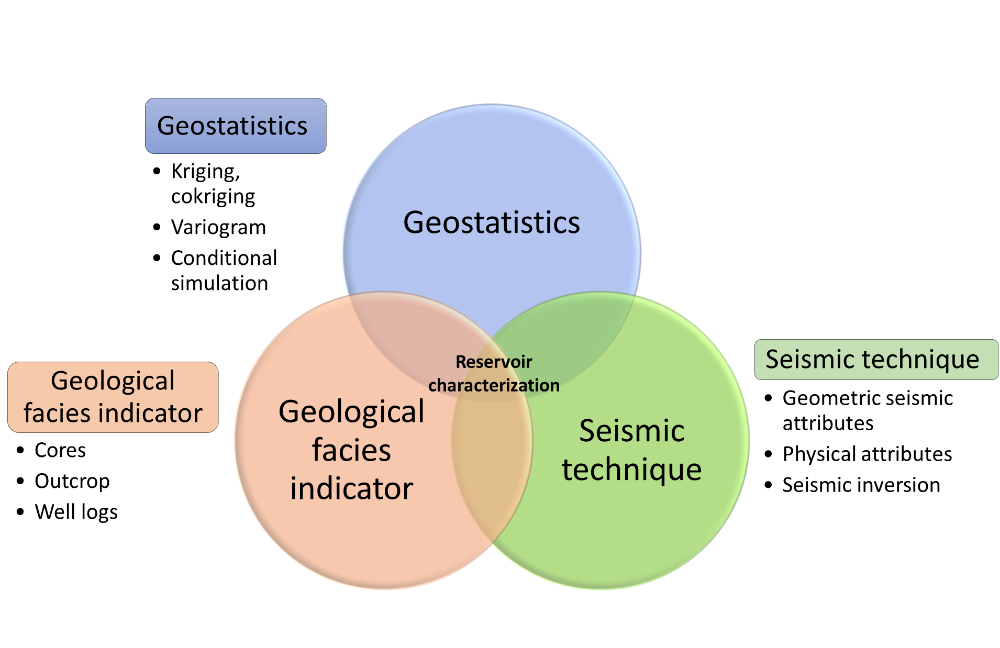 Geostatistics
• Kriging,
cokriging
• Variogram
• Conditional
simulation
Geostatistics
Reservoir
characterization
Geological
facies indicator
• Cores
• Outcrop
• Well logs
Geological
facies
indicator
Seismic
technique
Seismic technique
• Geometric seismic
attributes
• Physical attributes
• Seismic inversion